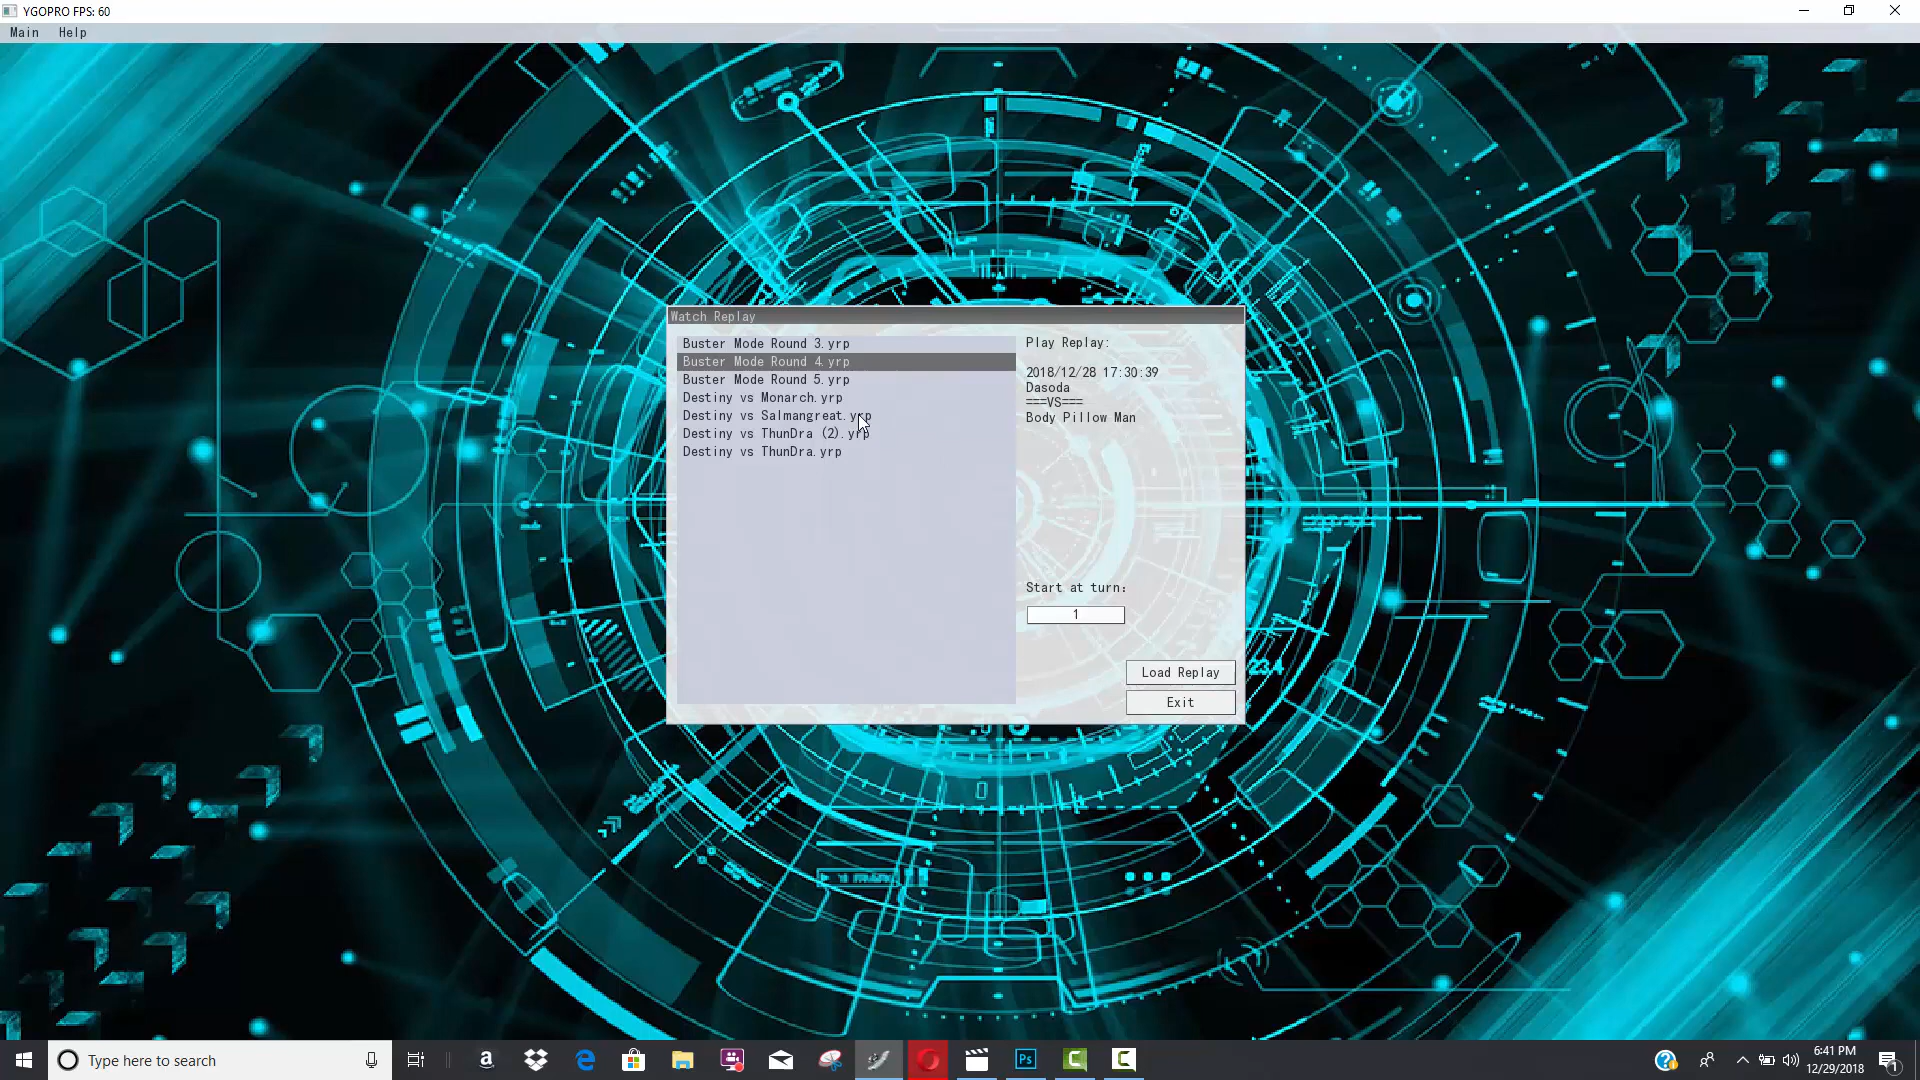 YGOPRO FPS: 60
Main Help
Watch Replay
Buster Mode Round 3.yrp
Buster Mode Round 4.yrp
Buster Mode Round 5.yrp
Destiny vs Monarch.yrp
Destiny vs Salmangreat.yrp
Destiny vs ThunDra (2).yrp
Destiny vs ThunDra.yrp
Play Replay:
2018/12/28 17:30:39
Dasoda
===VS===
Body Pillow Man
Start at turn:
1
Load Replay
Exit
Type here to search
Ps
6:41 PM
12/29/2018
1